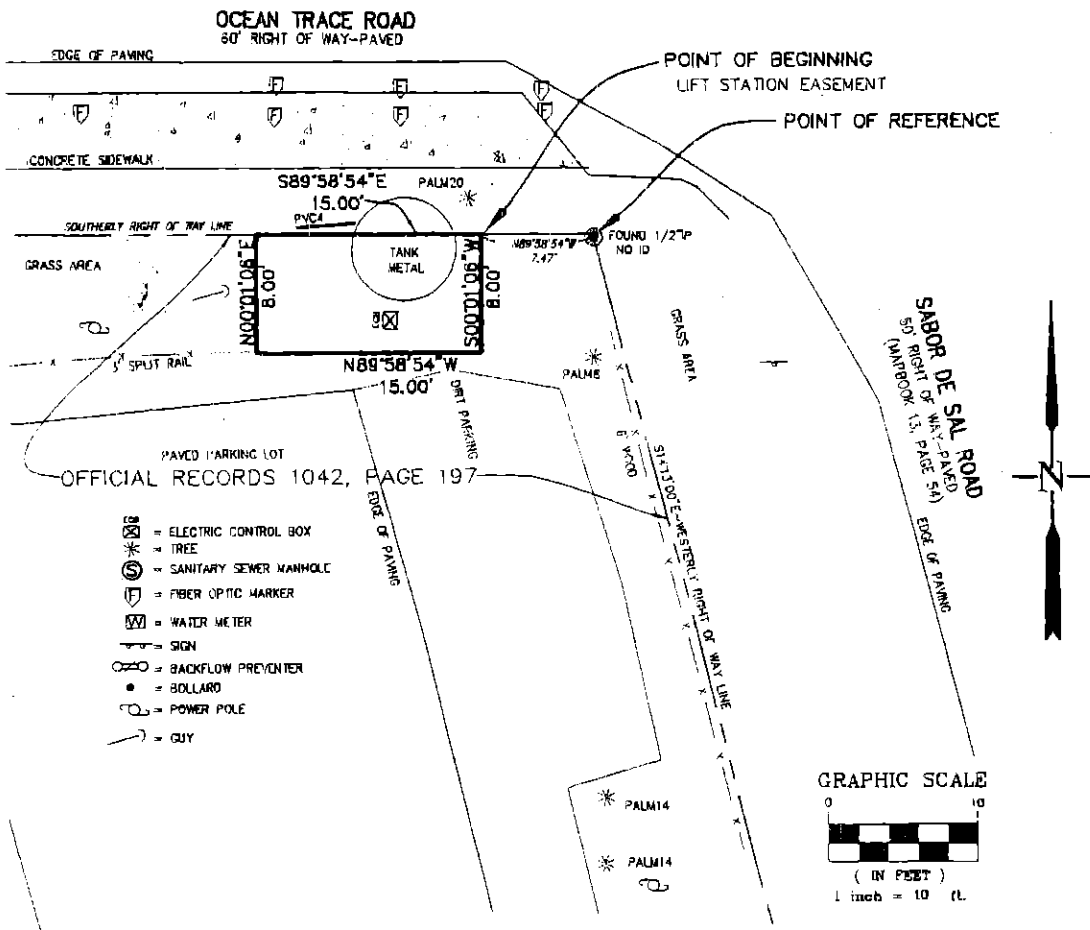 OCEAN TRACE ROAD
60' RIGHT OF WAY-PAVED
EDGE OF PAVING
POINT OF BEGINNING
LIFT STATION EASEMENT
POINT OF REFERENCE
CONCRETE SIDEWALK
S89°58'54"E
15.00'
PALM20
PVC4
SOUTHERLY RIGHT OF WAY LINE
N89°58'54"W
7.47'
FOUND 1/2"IP
NO ID
GRASS AREA
N00°01'06"E
8.00'
TANK
METAL
S00°01'06"W
8.00'
GRASS AREA
SABOR DE SAL ROAD
50' RIGHT OF WAY-PAVED
(MAPBOOK 13, PAGE 54)
3' SPLIT RAIL
N89°58'54"W
15.00'
PALM6
DIRT PARKING
6' WOOD
N
PAVED PARKING LOT
OFFICIAL RECORDS 1042, PAGE 197
S14°13'00"E-WESTERLY RIGHT OF WAY LINE
EDGE OF PAVING
EDGE OF PAVING
ECB
= ELECTRIC CONTROL BOX
= TREE
S = SANITARY SEWER MANHOLE
F = FIBER OPTIC MARKER
W = WATER METER
= SIGN
= BACKFLOW PREVENTER
= BOLLARD
= POWER POLE
= GUY
PALM14
PALM14
GRAPHIC SCALE
0 10
( IN FEET )
1 inch = 10 ft.